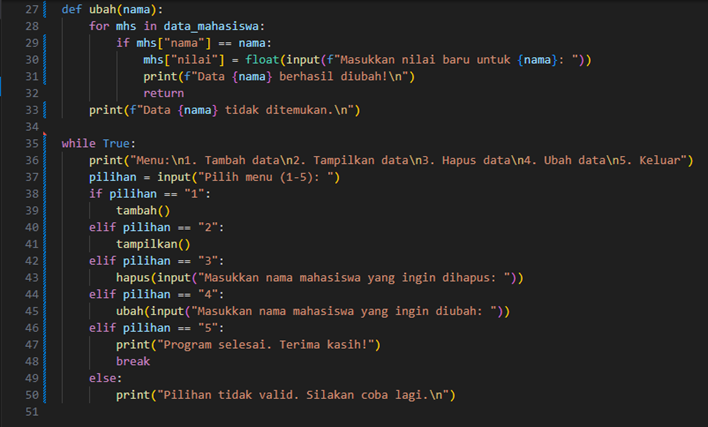 27 def ubah(nama):
28     for mhs in data_mahasiswa:
29         if mhs["nama"] == nama:
30             mhs["nilai"] = float(input(f"Masukkan nilai baru untuk {nama}: "))
31             print(f"Data {nama} berhasil diubah!\n")
32             return
33     print(f"Data {nama} tidak ditemukan.\n")
34
35 while True:
36     print("Menu:\n1. Tambah data\n2. Tampilkan data\n3. Hapus data\n4. Ubah data\n5. Keluar")
37     pilihan = input("Pilih menu (1-5): ")
38     if pilihan == "1":
39         tambah()
40     elif pilihan == "2":
41         tampilkan()
42     elif pilihan == "3":
43         hapus(input("Masukkan nama mahasiswa yang ingin dihapus: "))
44     elif pilihan == "4":
45         ubah(input("Masukkan nama mahasiswa yang ingin diubah: "))
46     elif pilihan == "5":
47         print("Program selesai. Terima kasih!")
48         break
49     else:
50         print("Pilihan tidak valid. Silakan coba lagi.\n")
51